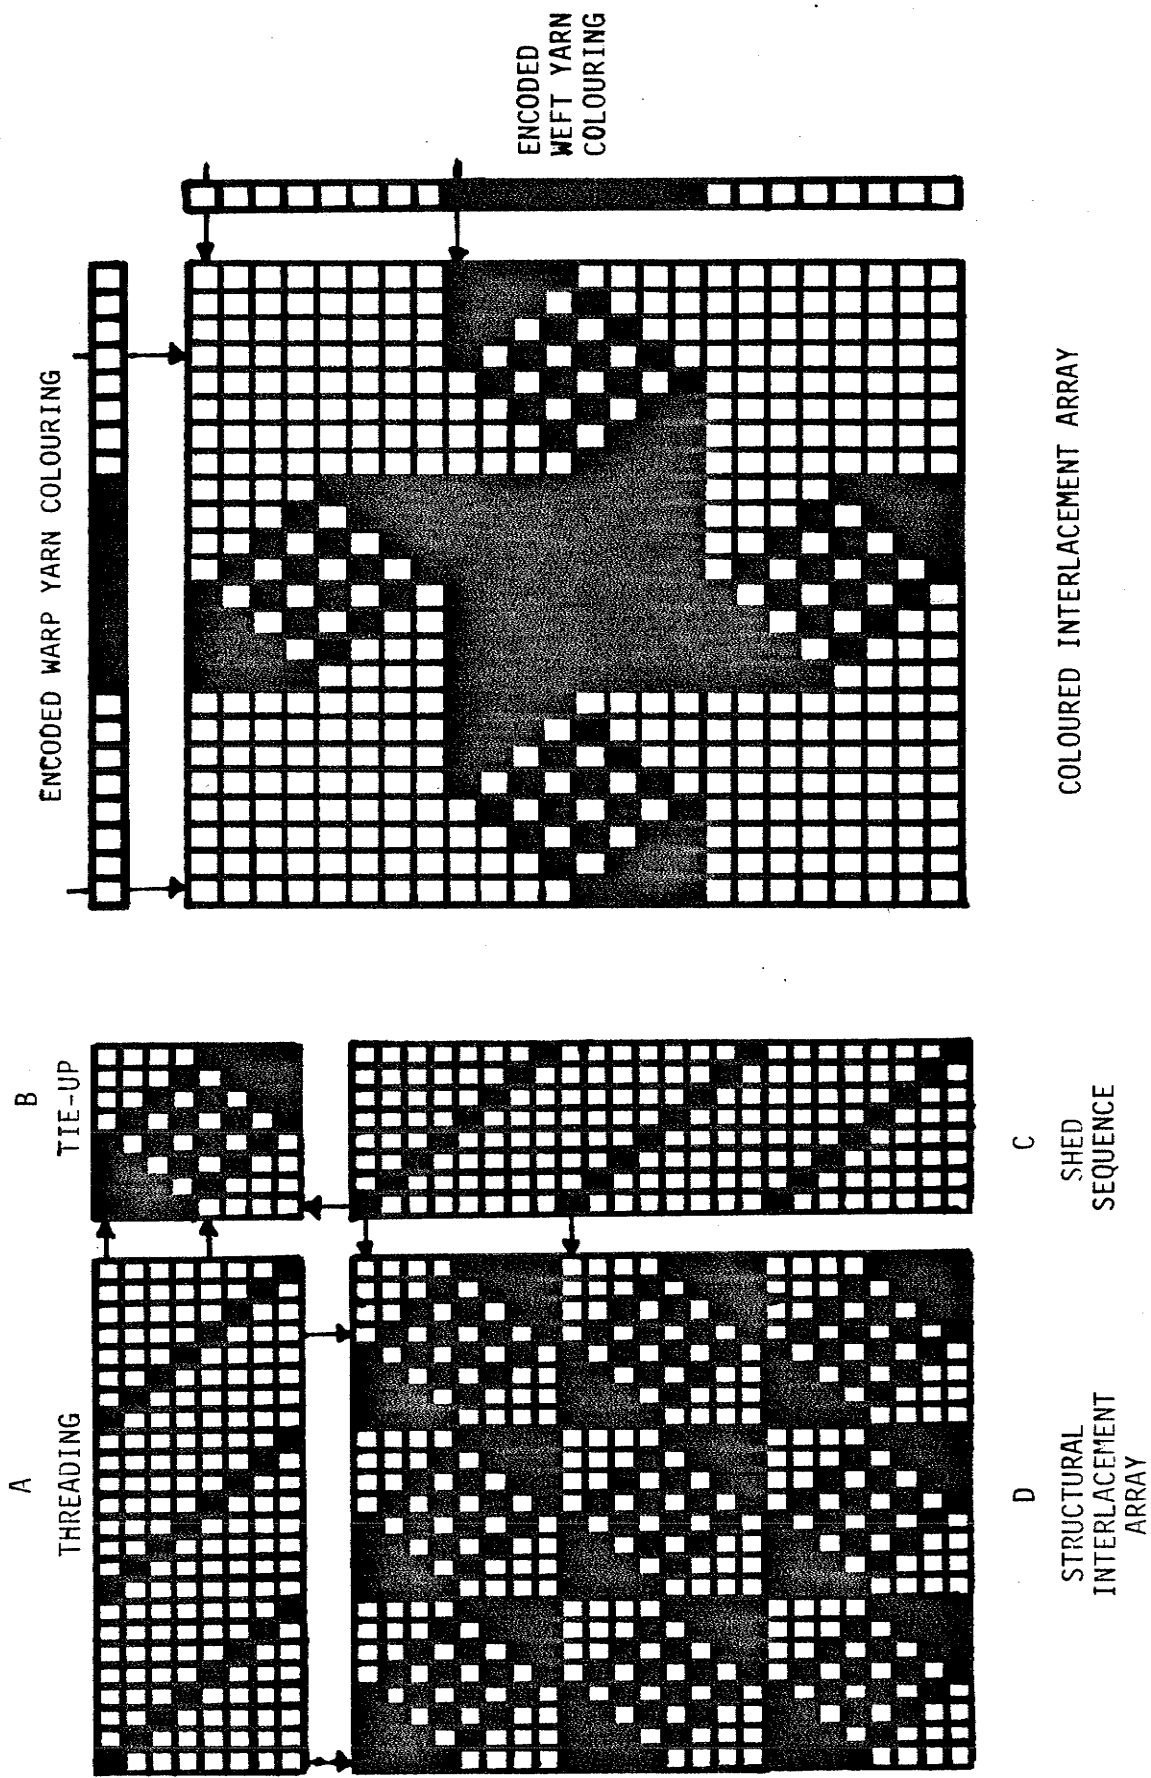 A
THREADING
B
TIE-UP
C
SHED
SEQUENCE
D
STRUCTURAL
INTERLACEMENT
ARRAY
ENCODED WARP YARN COLOURING
ENCODED
WEFT YARN
COLOURING
COLOURED INTERLACEMENT ARRAY